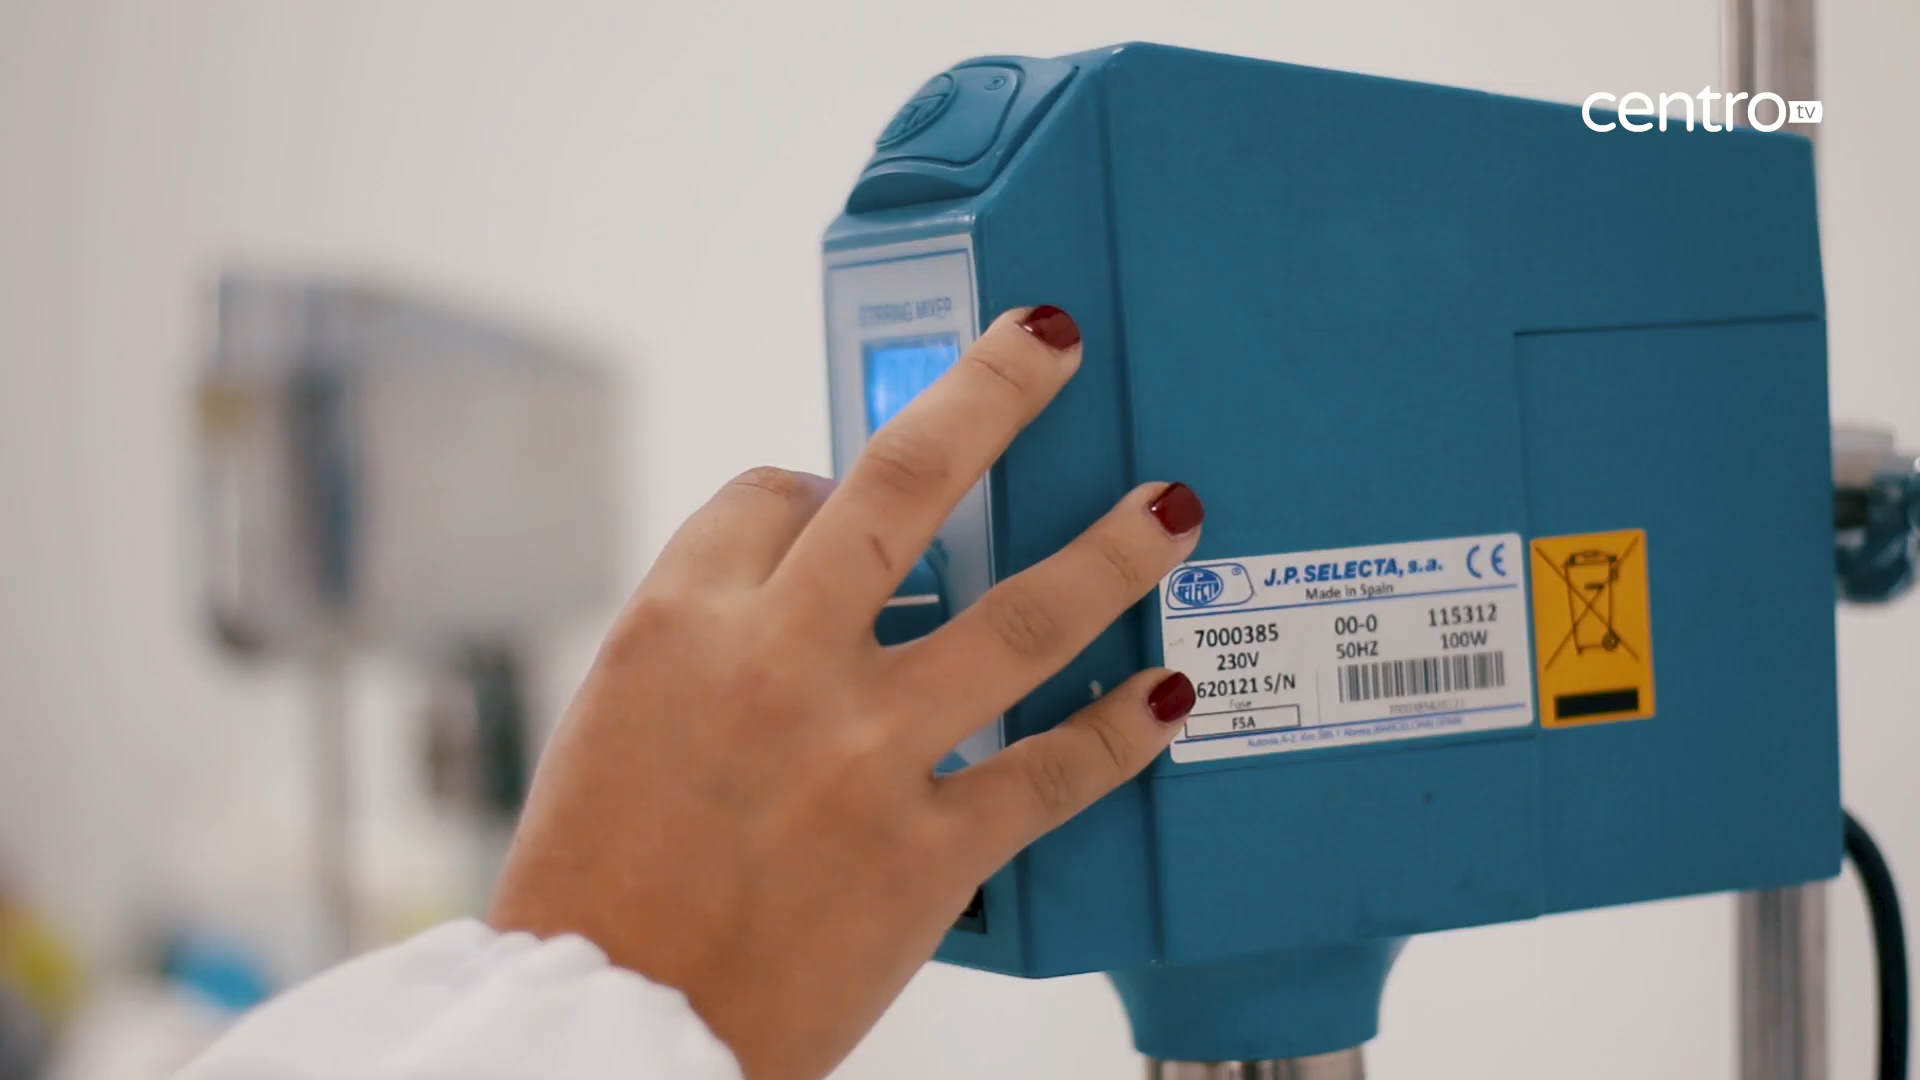 centro tv
STIRRING MIXER
SELECTA
J.P. SELECTA, s.a.
CE
Made in Spain
7000385 00-0 115312
230V 50HZ 100W
620121 S/N
Fuse
F5A